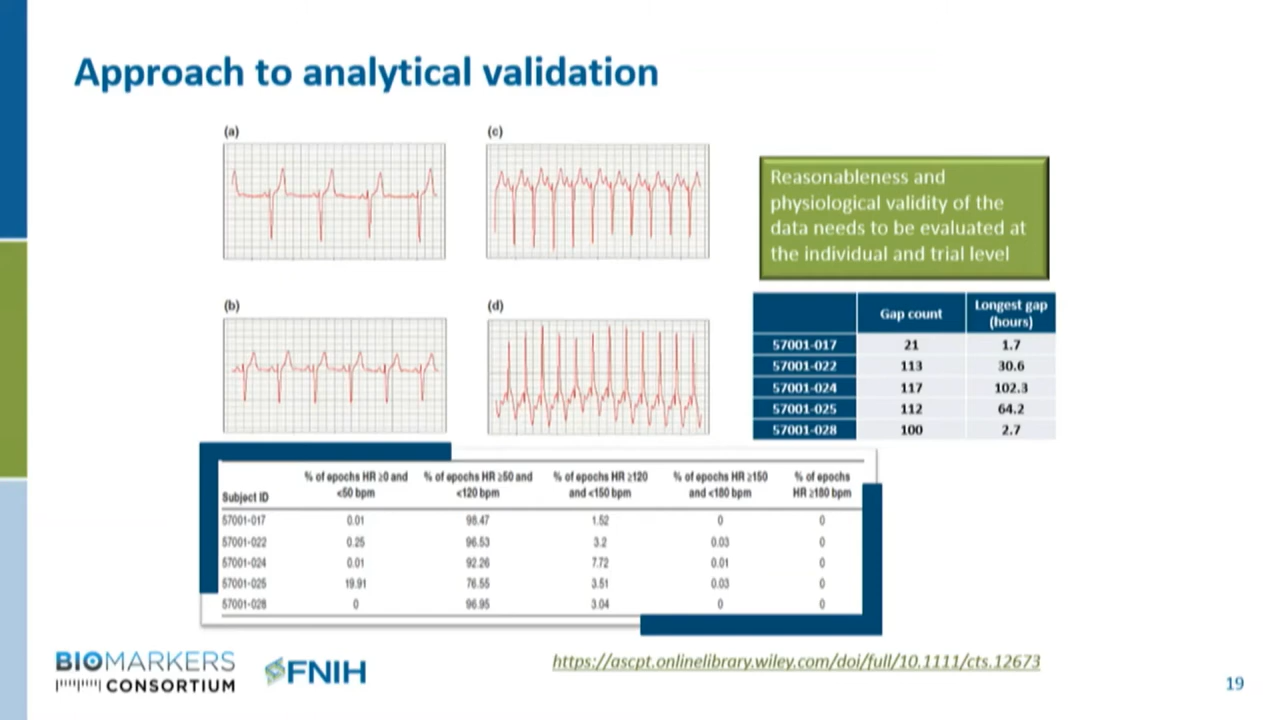 Approach to analytical validation
(a)
(c)
(b)
(d)
Reasonableness and
physiological validity of the
data needs to be evaluated at
the individual and trial level
Gap count Longest gap (hours)
57001-017 21 1.7
57001-022 113 30.6
57001-024 117 102.3
57001-025 112 64.2
57001-028 100 2.7
Subject ID % of epochs HR ≥0 and <50 bpm % of epochs HR ≥50 and <120 bpm % of epochs HR ≥120 and <150 bpm % of epochs HR ≥150 and <180 bpm % of epochs HR ≥180 bpm
57001-017 0.01 98.47 1.52 0 0
57001-022 0.25 96.53 3.2 0.03 0
57001-024 0.01 92.26 7.72 0.01 0
57001-025 19.91 76.55 3.51 0.03 0
57001-028 0 96.95 3.04 0 0
BIOMARKERS
CONSORTIUM
FNIH
https://ascpt.onlinelibrary.wiley.com/doi/full/10.1111/cts.12673
19